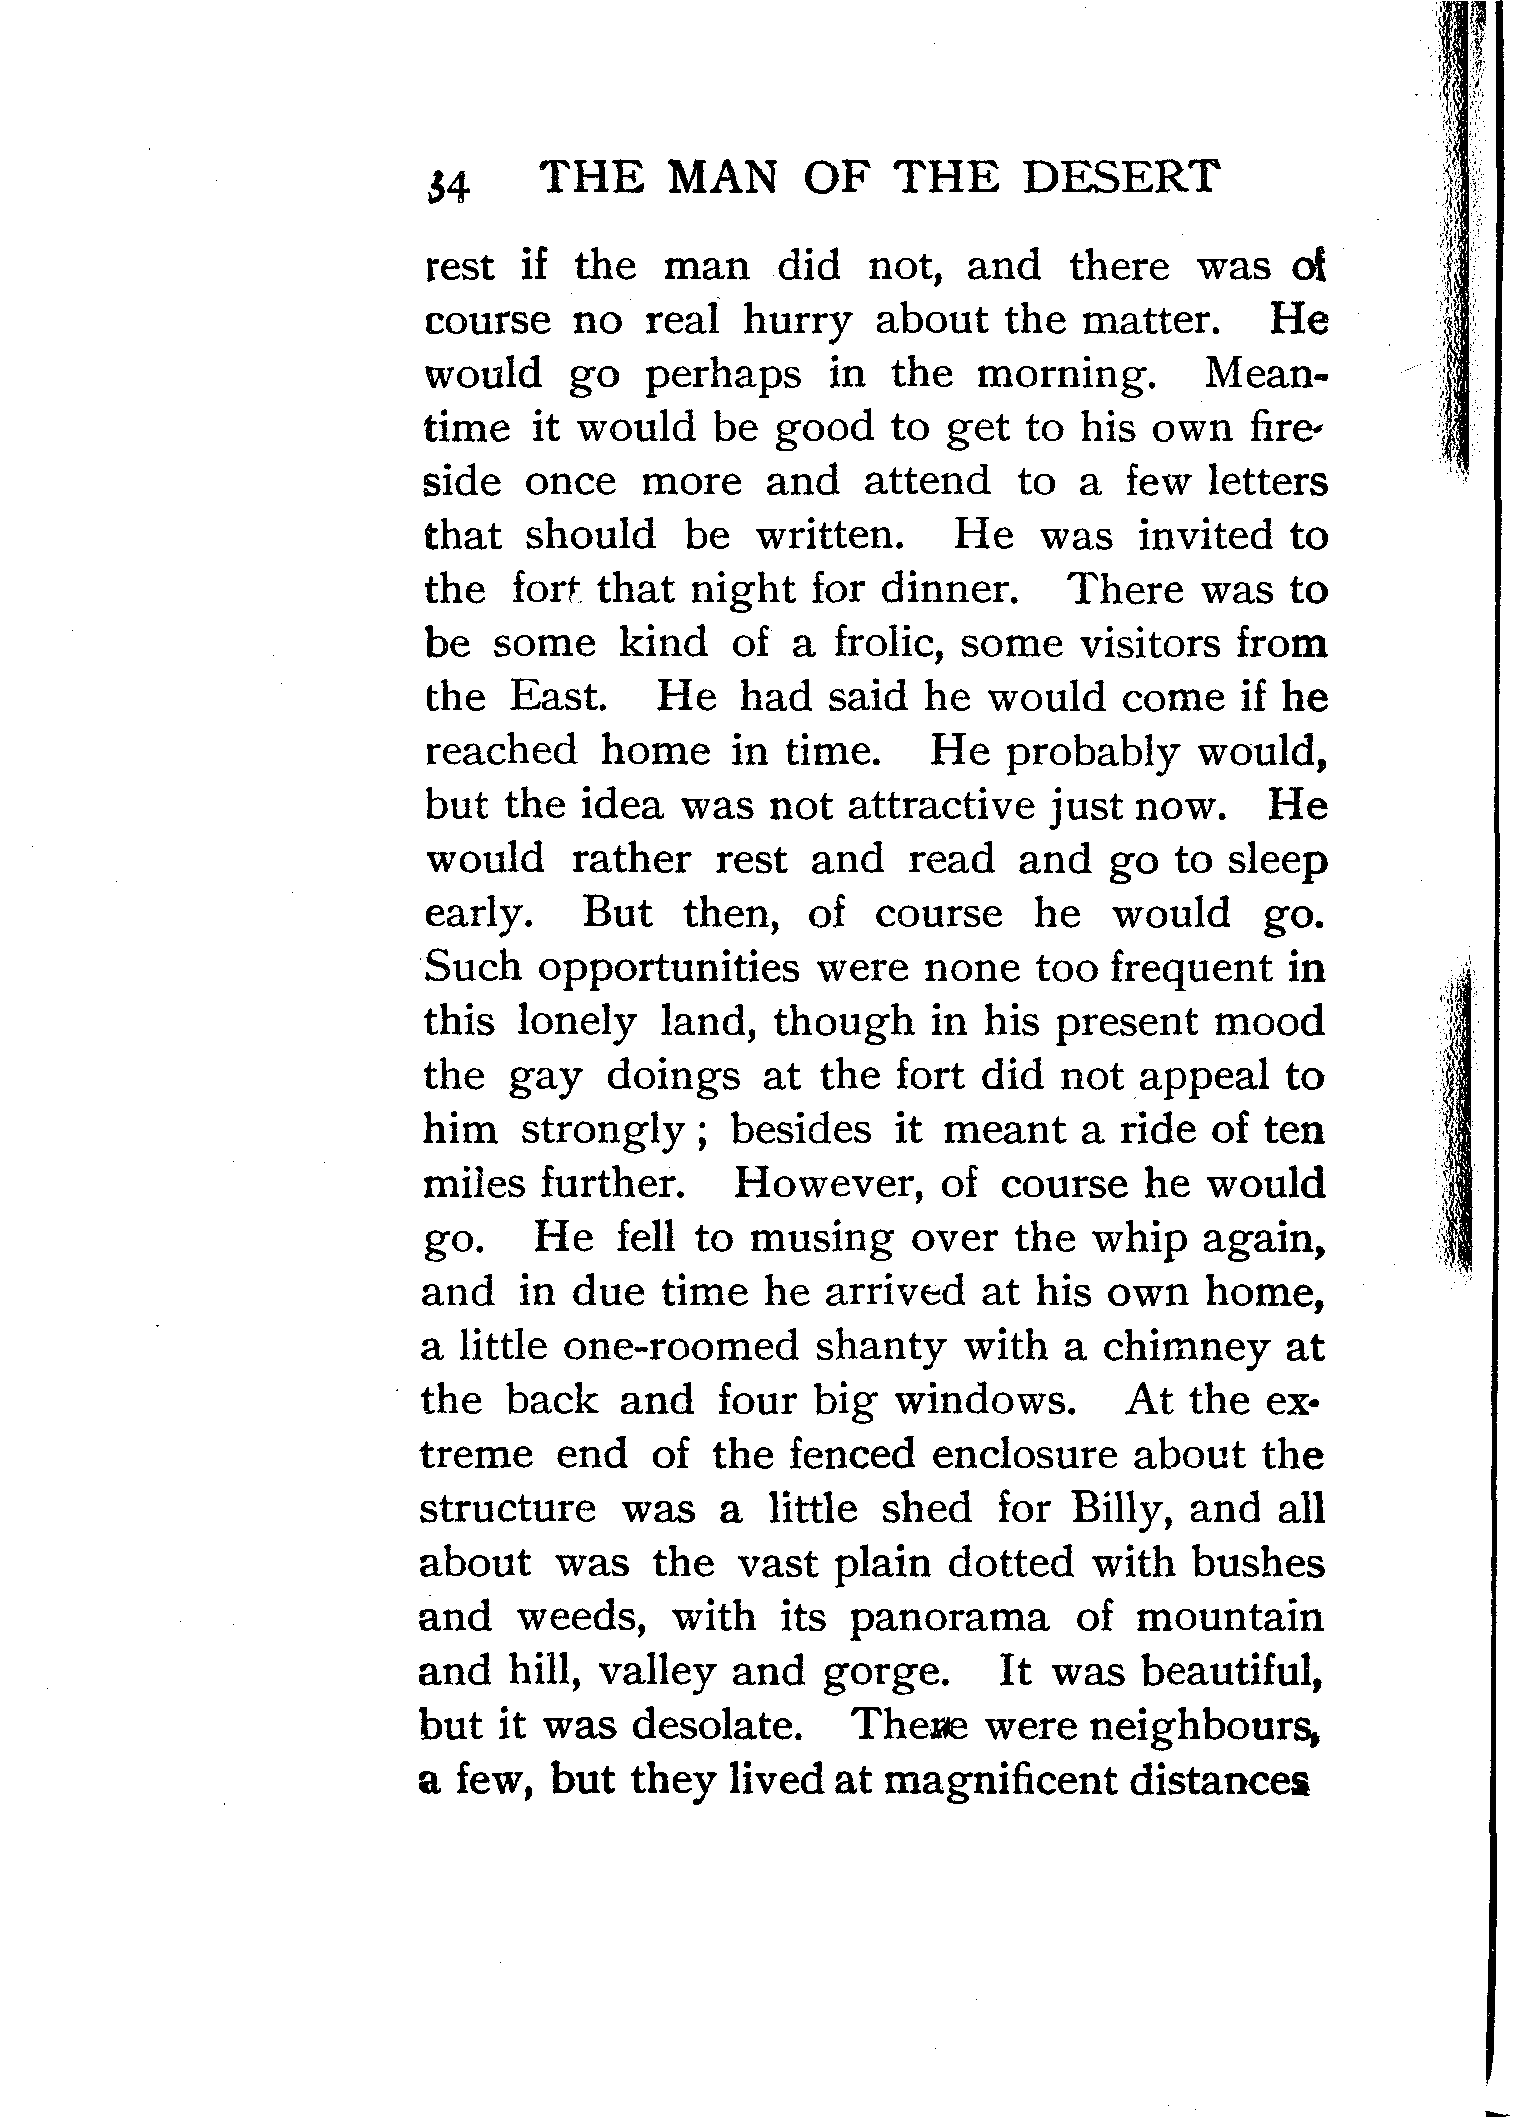 34 THE MAN OF THE DESERT
rest if the man did not, and there was of
course no real hurry about the matter. He
would go perhaps in the morning. Mean-
time it would be good to get to his own fire-
side once more and attend to a few letters
that should be written. He was invited to
the fort that night for dinner. There was to
be some kind of a frolic, some visitors from
the East. He had said he would come if he
reached home in time. He probably would,
but the idea was not attractive just now. He
would rather rest and read and go to sleep
early. But then, of course he would go.
Such opportunities were none too frequent in
this lonely land, though in his present mood
the gay doings at the fort did not appeal to
him strongly; besides it meant a ride of ten
miles further. However, of course he would
go. He fell to musing over the whip again,
and in due time he arrived at his own home,
a little one-roomed shanty with a chimney at
the back and four big windows. At the ex-
treme end of the fenced enclosure about the
structure was a little shed for Billy, and all
about was the vast plain dotted with bushes
and weeds, with its panorama of mountain
and hill, valley and gorge. It was beautiful,
but it was desolate. There were neighbours,
a few, but they lived at magnificent distances